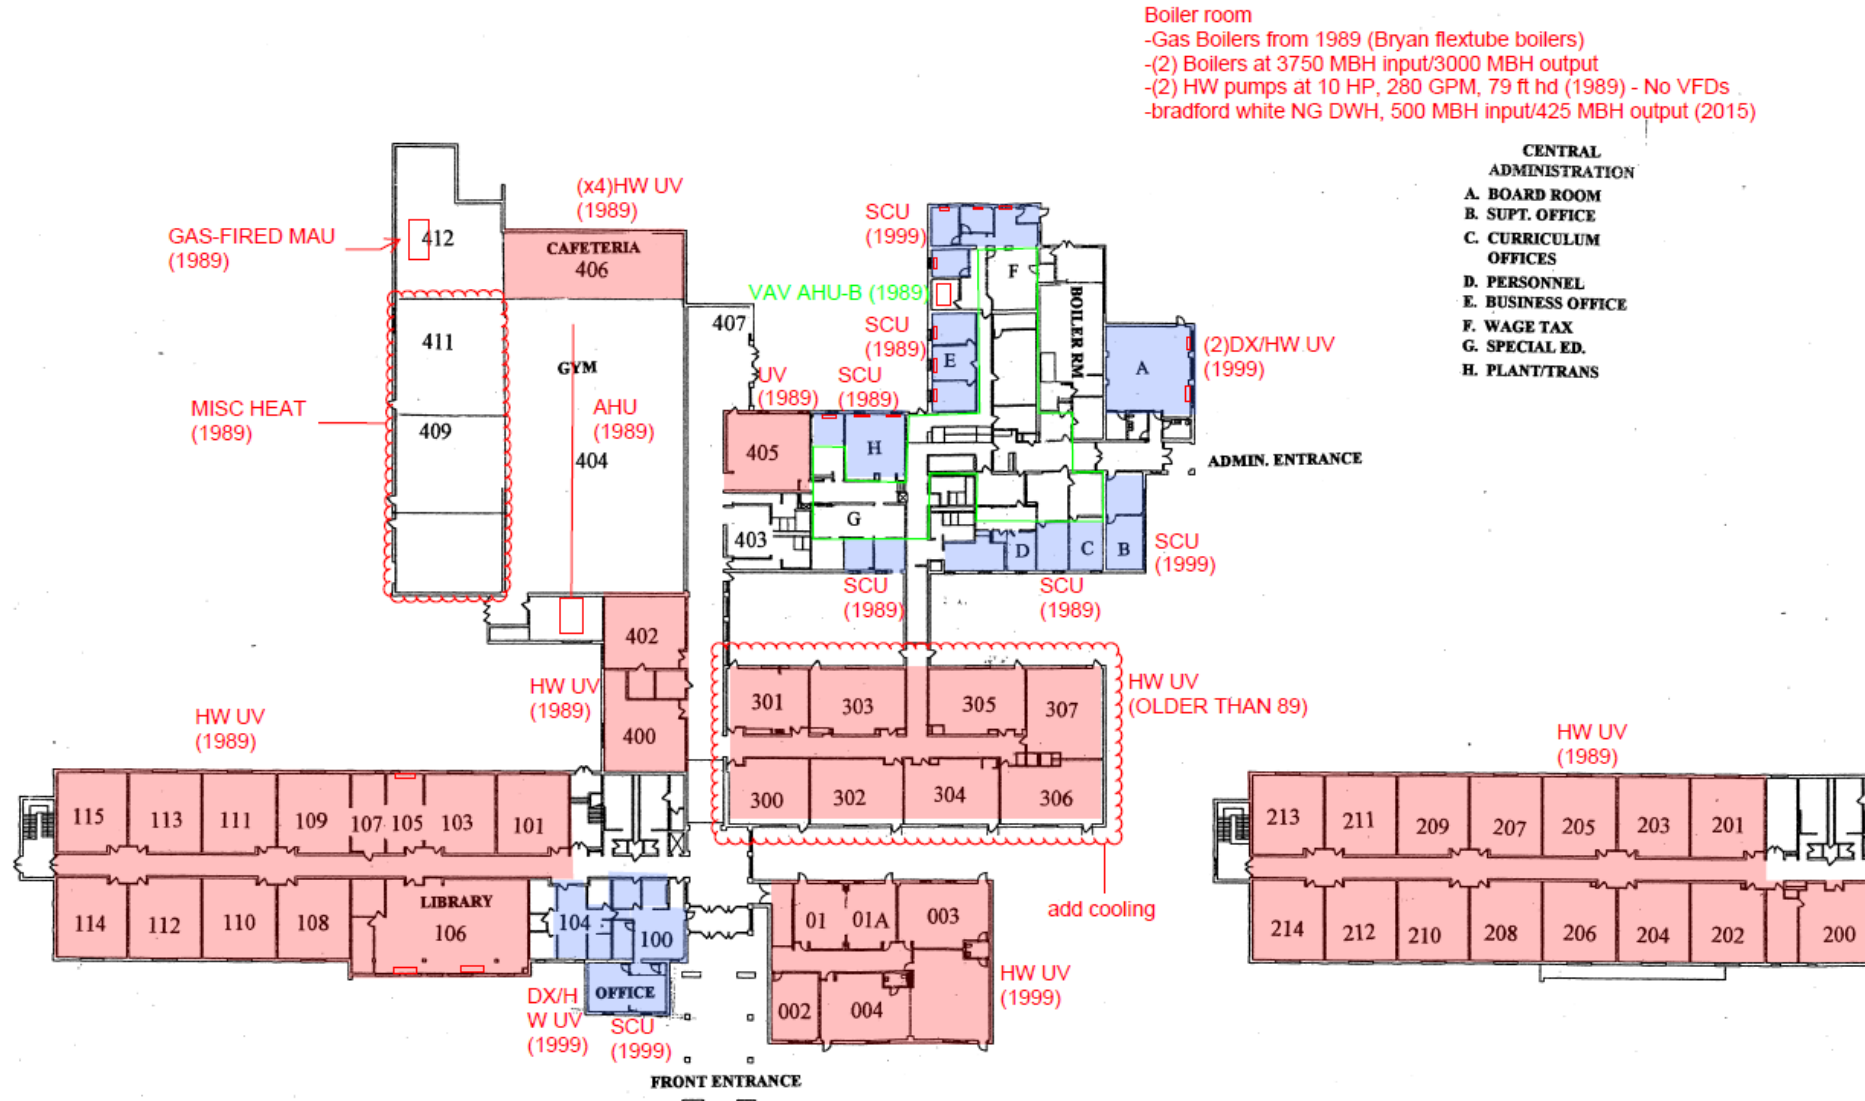 Boiler room
-Gas Boilers from 1989 (Bryan flextube boilers)
-(2) Boilers at 3750 MBH input/3000 MBH output
-(2) HW pumps at 10 HP, 280 GPM, 79 ft hd (1989) - No VFDs
-bradford white NG DWH, 500 MBH input/425 MBH output (2015)
CENTRAL
ADMINISTRATION
A. BOARD ROOM
B. SUPT. OFFICE
C. CURRICULUM
OFFICES
D. PERSONNEL
E. BUSINESS OFFICE
F. WAGE TAX
G. SPECIAL ED.
H. PLANT/TRANS
(x4)HW UV
(1989)
GAS-FIRED MAU
(1989)
412
CAFETERIA
406
SCU
(1999)
F
VAV AHU-B (1989)
BOILER RM
407
411
GYM
SCU
(1989)
E
A
(2)DX/HW UV
(1999)
UV
(1989)
SCU
(1989)
MISC HEAT
(1989)
409
AHU
(1989)
404
405
H
ADMIN. ENTRANCE
403
G
D
C
B
SCU
(1999)
SCU
(1989)
SCU
(1989)
402
HW UV
(1989)
400
301
303
305
307
HW UV
(OLDER THAN 89)
300
302
304
306
add cooling
HW UV
(1989)
115
113
111
109
107
105
103
101
114
112
110
108
LIBRARY
106
104
100
OFFICE
DX/H
W UV
(1999)
SCU
(1999)
01
01A
003
002
004
HW UV
(1999)
FRONT ENTRANCE
HW UV
(1989)
213
211
209
207
205
203
201
214
212
210
208
206
204
202
200